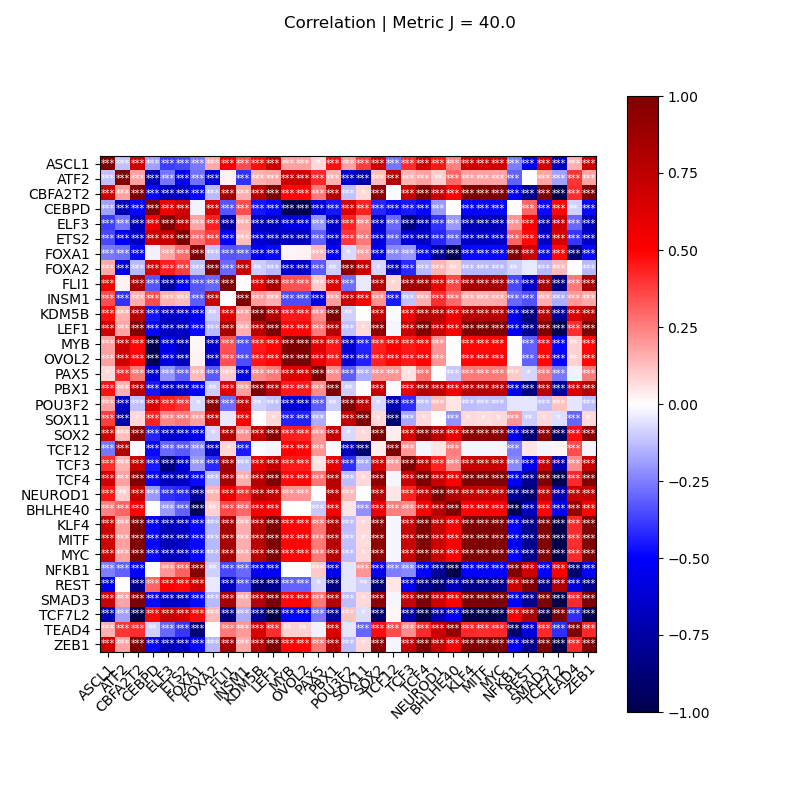 Correlation | Metric J = 40.0
ASCL1
ATF2
CBFA2T2
CEBPD
ELF3
ETS2
FOXA1
FOXA2
FLI1
INSM1
KDM5B
LEF1
MYB
OVOL2
PAX5
PBX1
POU3F2
SOX11
SOX2
TCF12
TCF3
TCF4
NEUROD1
BHLHE40
KLF4
MITF
MYC
NFKB1
REST
SMAD3
TCF7L2
TEAD4
ZEB1
ASCL1
ATF2
CBFA2T2
CEBPD
ELF3
ETS2
FOXA1
FOXA2
FLI1
INSM1
KDM5B
LEF1
MYB
OVOL2
PAX5
PBX1
POU3F2
SOX11
SOX2
TCF12
TCF3
TCF4
NEUROD1
BHLHE40
KLF4
MITF
MYC
NFKB1
REST
SMAD3
TCF7L2
TEAD4
ZEB1
1.00
0.75
0.50
0.25
0.00
−0.25
−0.50
−0.75
−1.00